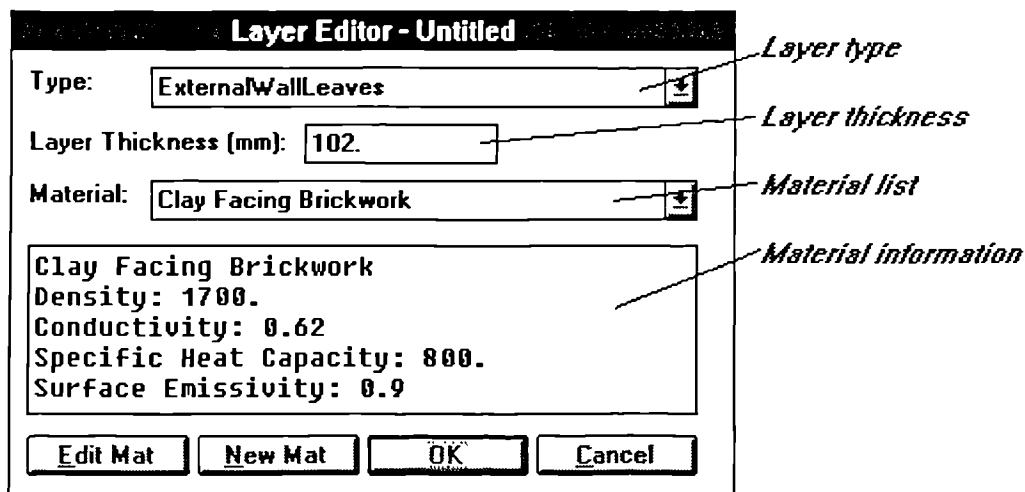 Layer Editor - Untitled
Layer type
Type: ExternalWallLeaves
Layer Thickness (mm): 102.
Layer thickness
Material: Clay Facing Brickwork
Material list
Material information
Clay Facing Brickwork
Density: 1700.
Conductivity: 0.62
Specific Heat Capacity: 800.
Surface Emissivity: 0.9
Edit Mat New Mat OK Cancel